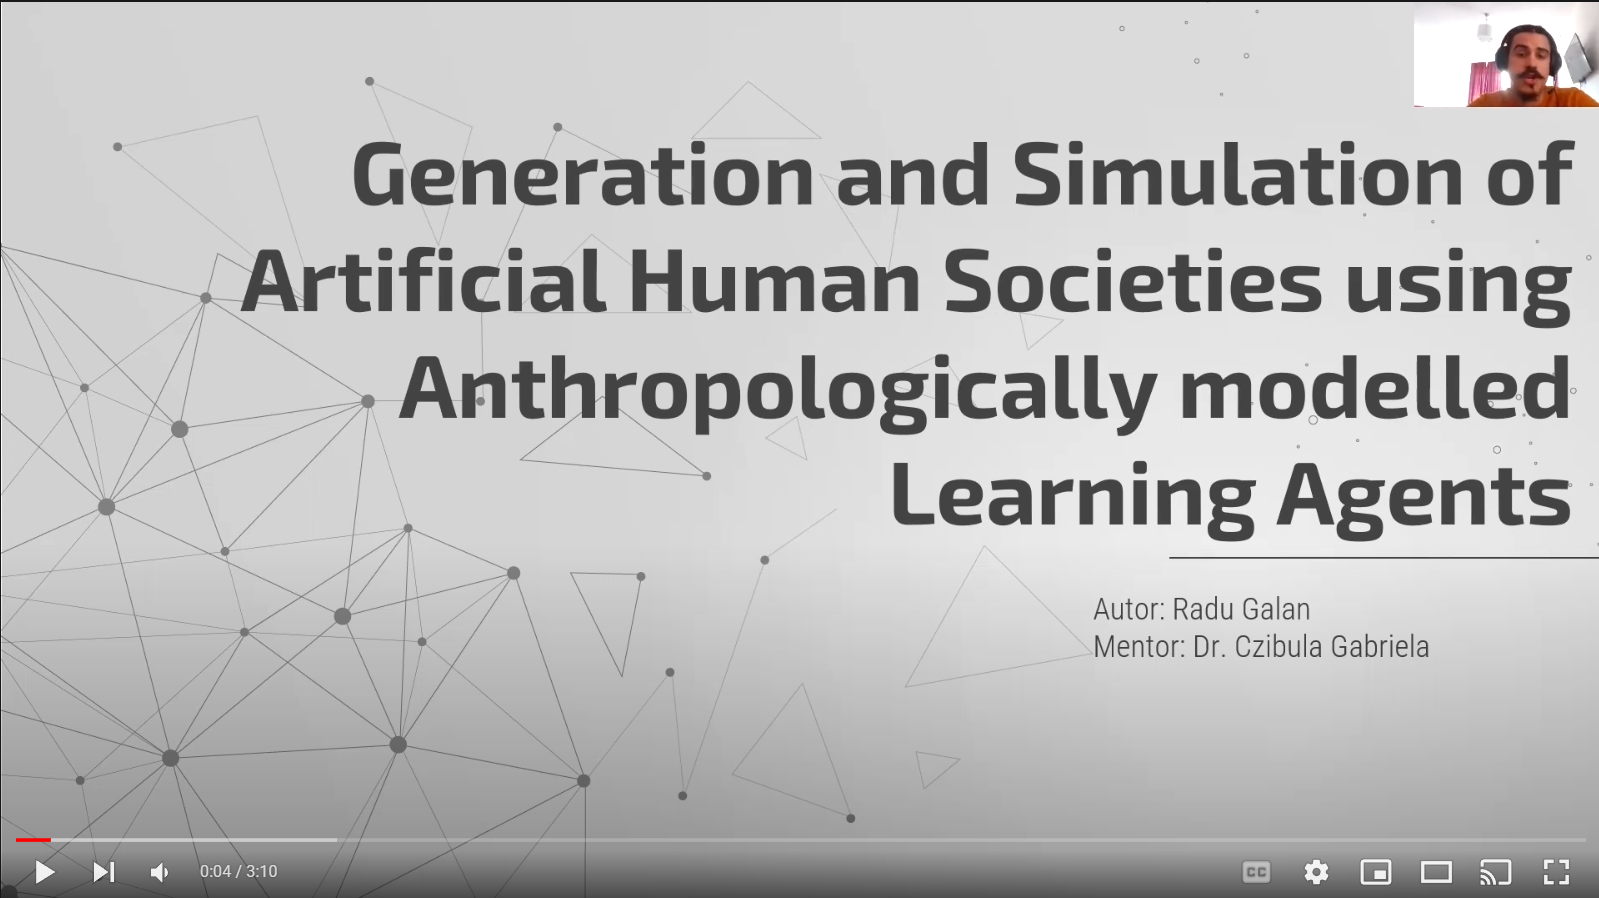 Generation and Simulation of
Artificial Human Societies using
Anthropologically modelled
Learning Agents
Autor: Radu Galan
Mentor: Dr. Czibula Gabriela
0:04 / 3:10
CC